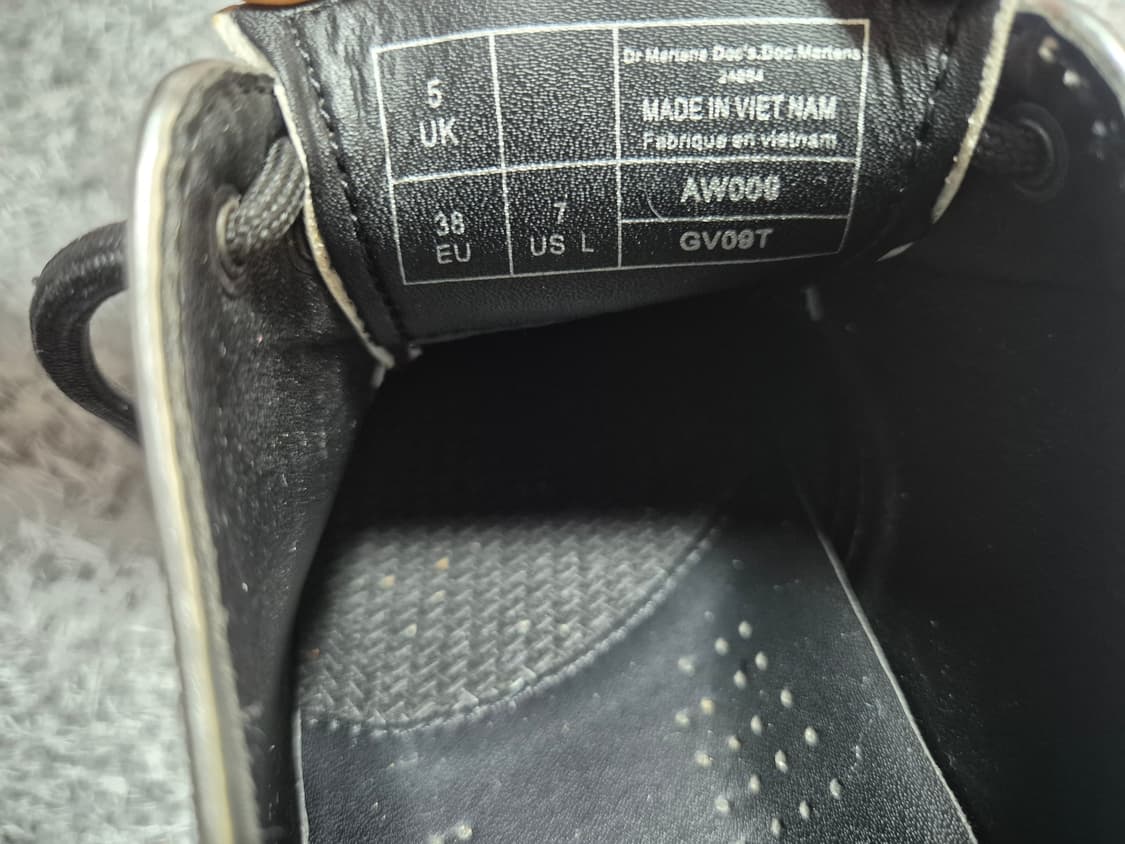 5
UK
38
EU
7
US L
Dr Martens Doc's.Doc Martens
MADE IN VIET NAM
Fabrique en vietnam
AW006
GV09T